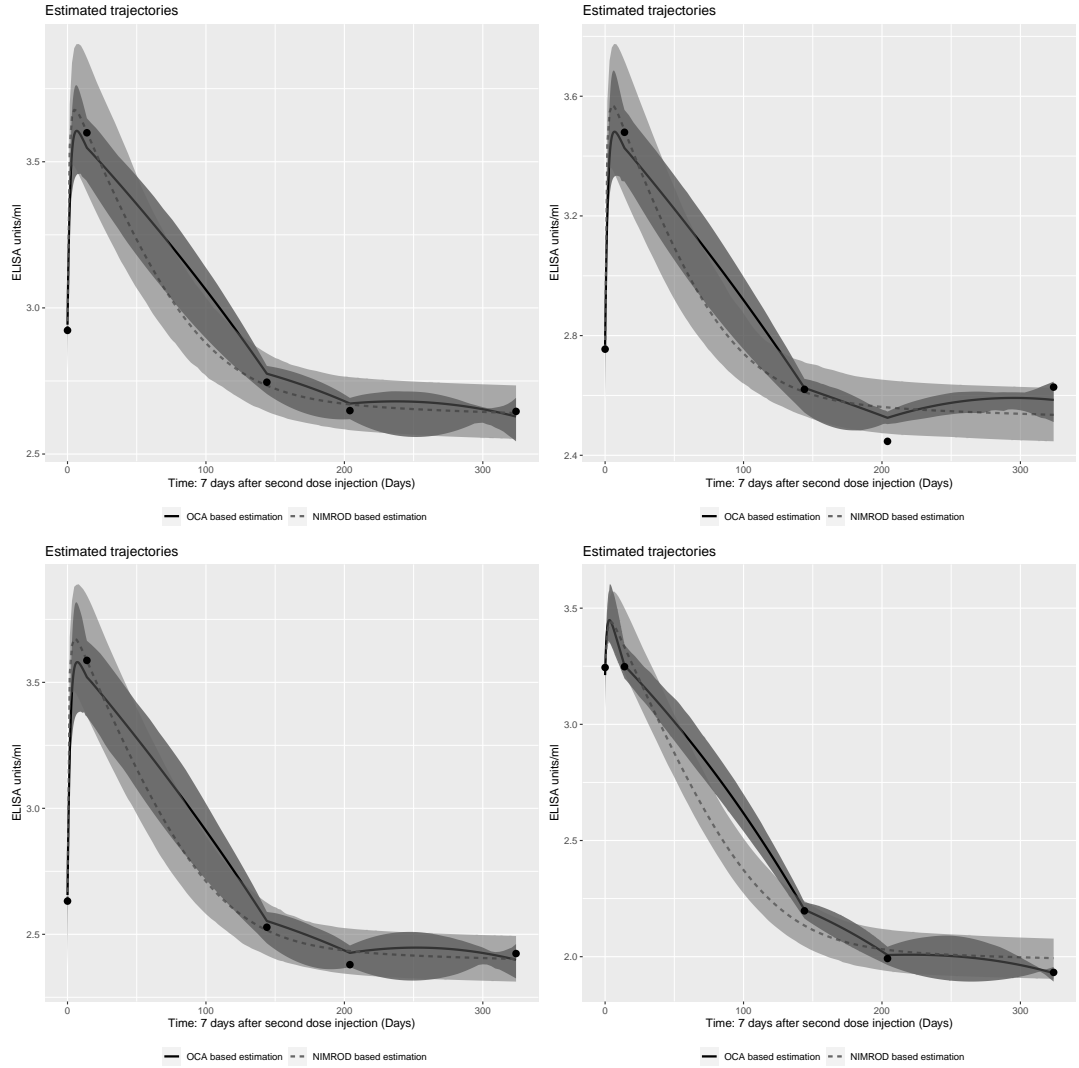 Estimated trajectories
ELISA units/ml
3.5
3.0
2.5
0
100
200
300
Time: 7 days after second dose injection (Days)
OCA based estimation NIMROD based estimation
Estimated trajectories
ELISA units/ml
3.6
3.2
2.8
2.4
0
100
200
300
Time: 7 days after second dose injection (Days)
OCA based estimation NIMROD based estimation
Estimated trajectories
ELISA units/ml
3.5
3.0
2.5
0
100
200
300
Time: 7 days after second dose injection (Days)
OCA based estimation NIMROD based estimation
Estimated trajectories
ELISA units/ml
3.5
3.0
2.5
2.0
0
100
200
300
Time: 7 days after second dose injection (Days)
OCA based estimation NIMROD based estimation